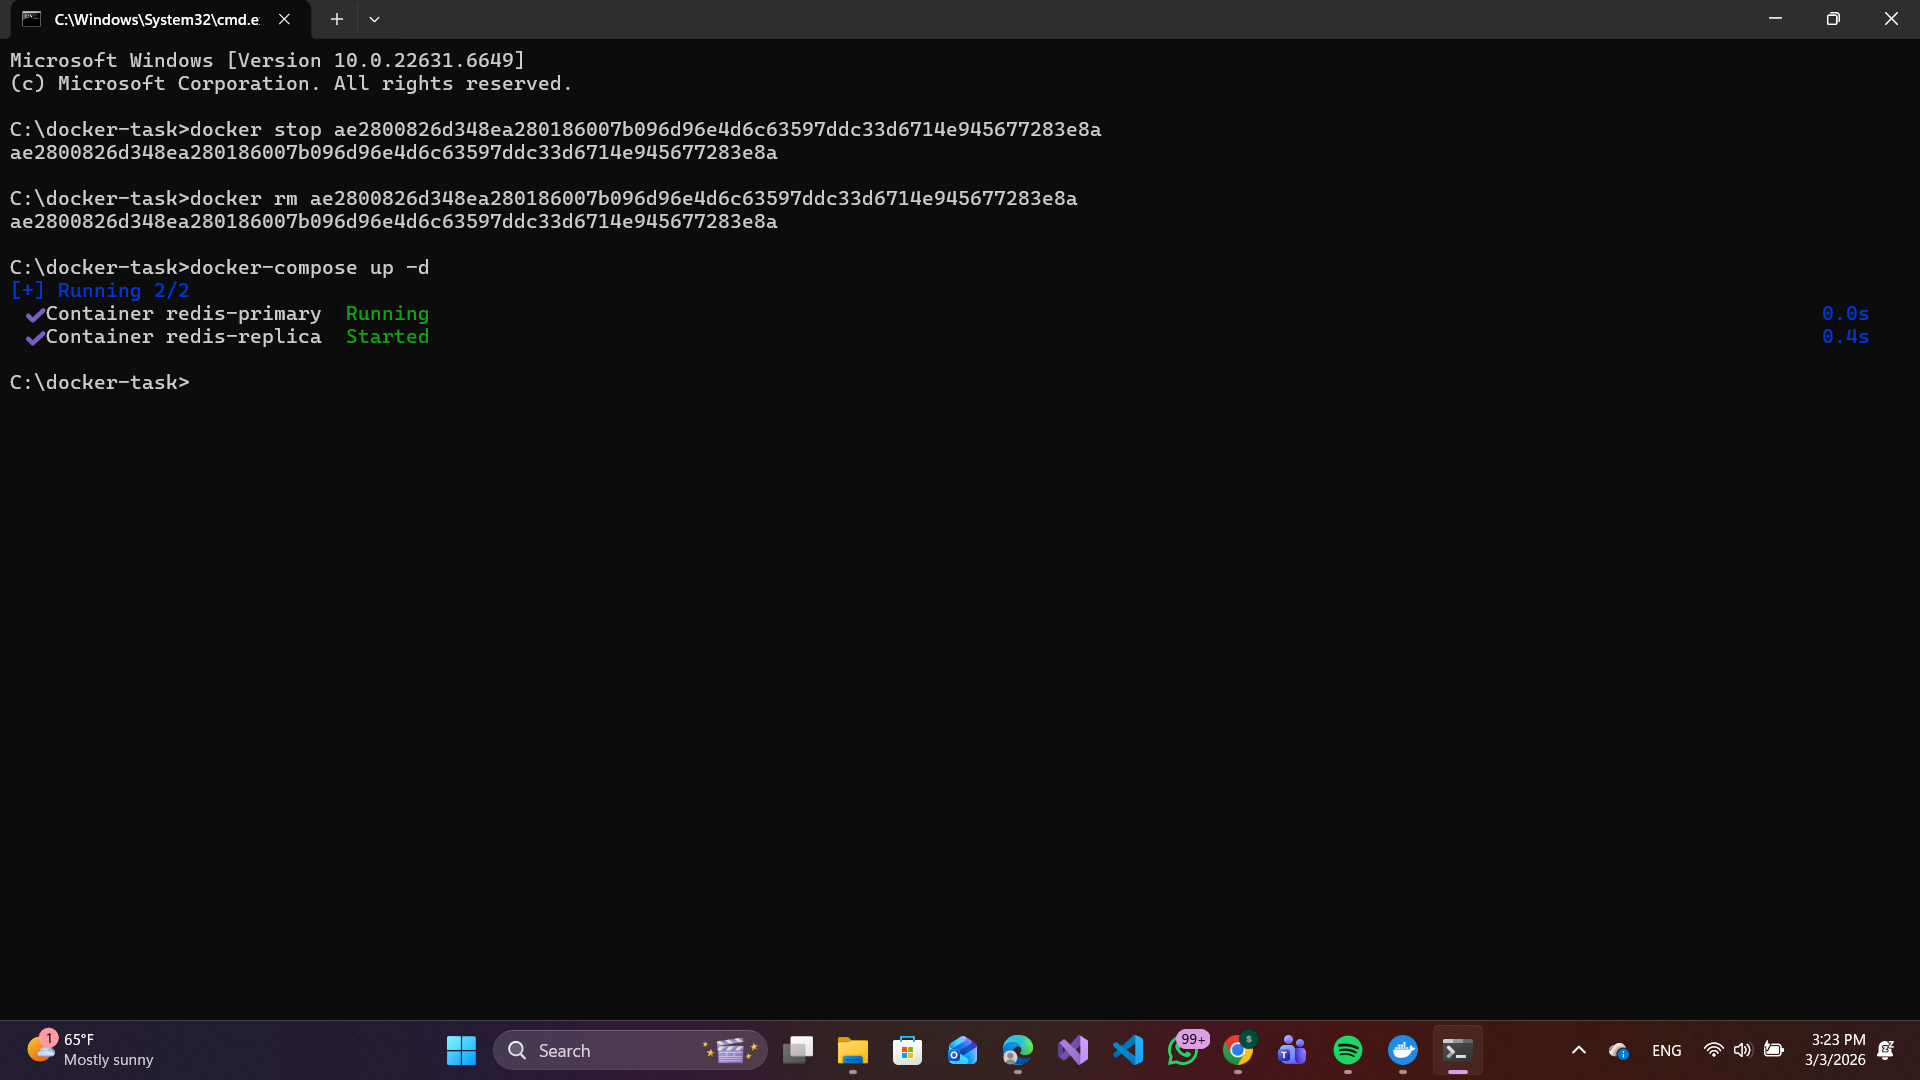 C:\Windows\System32\cmd.e
Microsoft Windows [Version 10.0.22631.6649]
(c) Microsoft Corporation. All rights reserved.
C:\docker-task>docker stop ae2800826d348ea280186007b096d96e4d6c63597ddc33d6714e945677283e8a
ae2800826d348ea280186007b096d96e4d6c63597ddc33d6714e945677283e8a
C:\docker-task>docker rm ae2800826d348ea280186007b096d96e4d6c63597ddc33d6714e945677283e8a
ae2800826d348ea280186007b096d96e4d6c63597ddc33d6714e945677283e8a
C:\docker-task>docker-compose up -d
[+] Running 2/2
✔Container redis-primary Running 0.0s
✔Container redis-replica Started 0.4s
C:\docker-task>
1 65°F
Mostly sunny
Search
99+
ENG
3:23 PM
3/3/2026